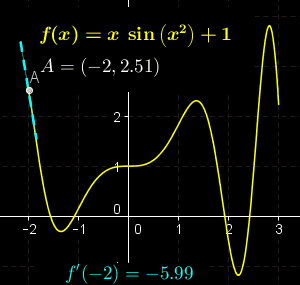 f(x) = x sin (x²) + 1
A = (−2, 2.51)
A
2
1
0
-2 -1 0 1 2 3
f′(−2) = −5.99